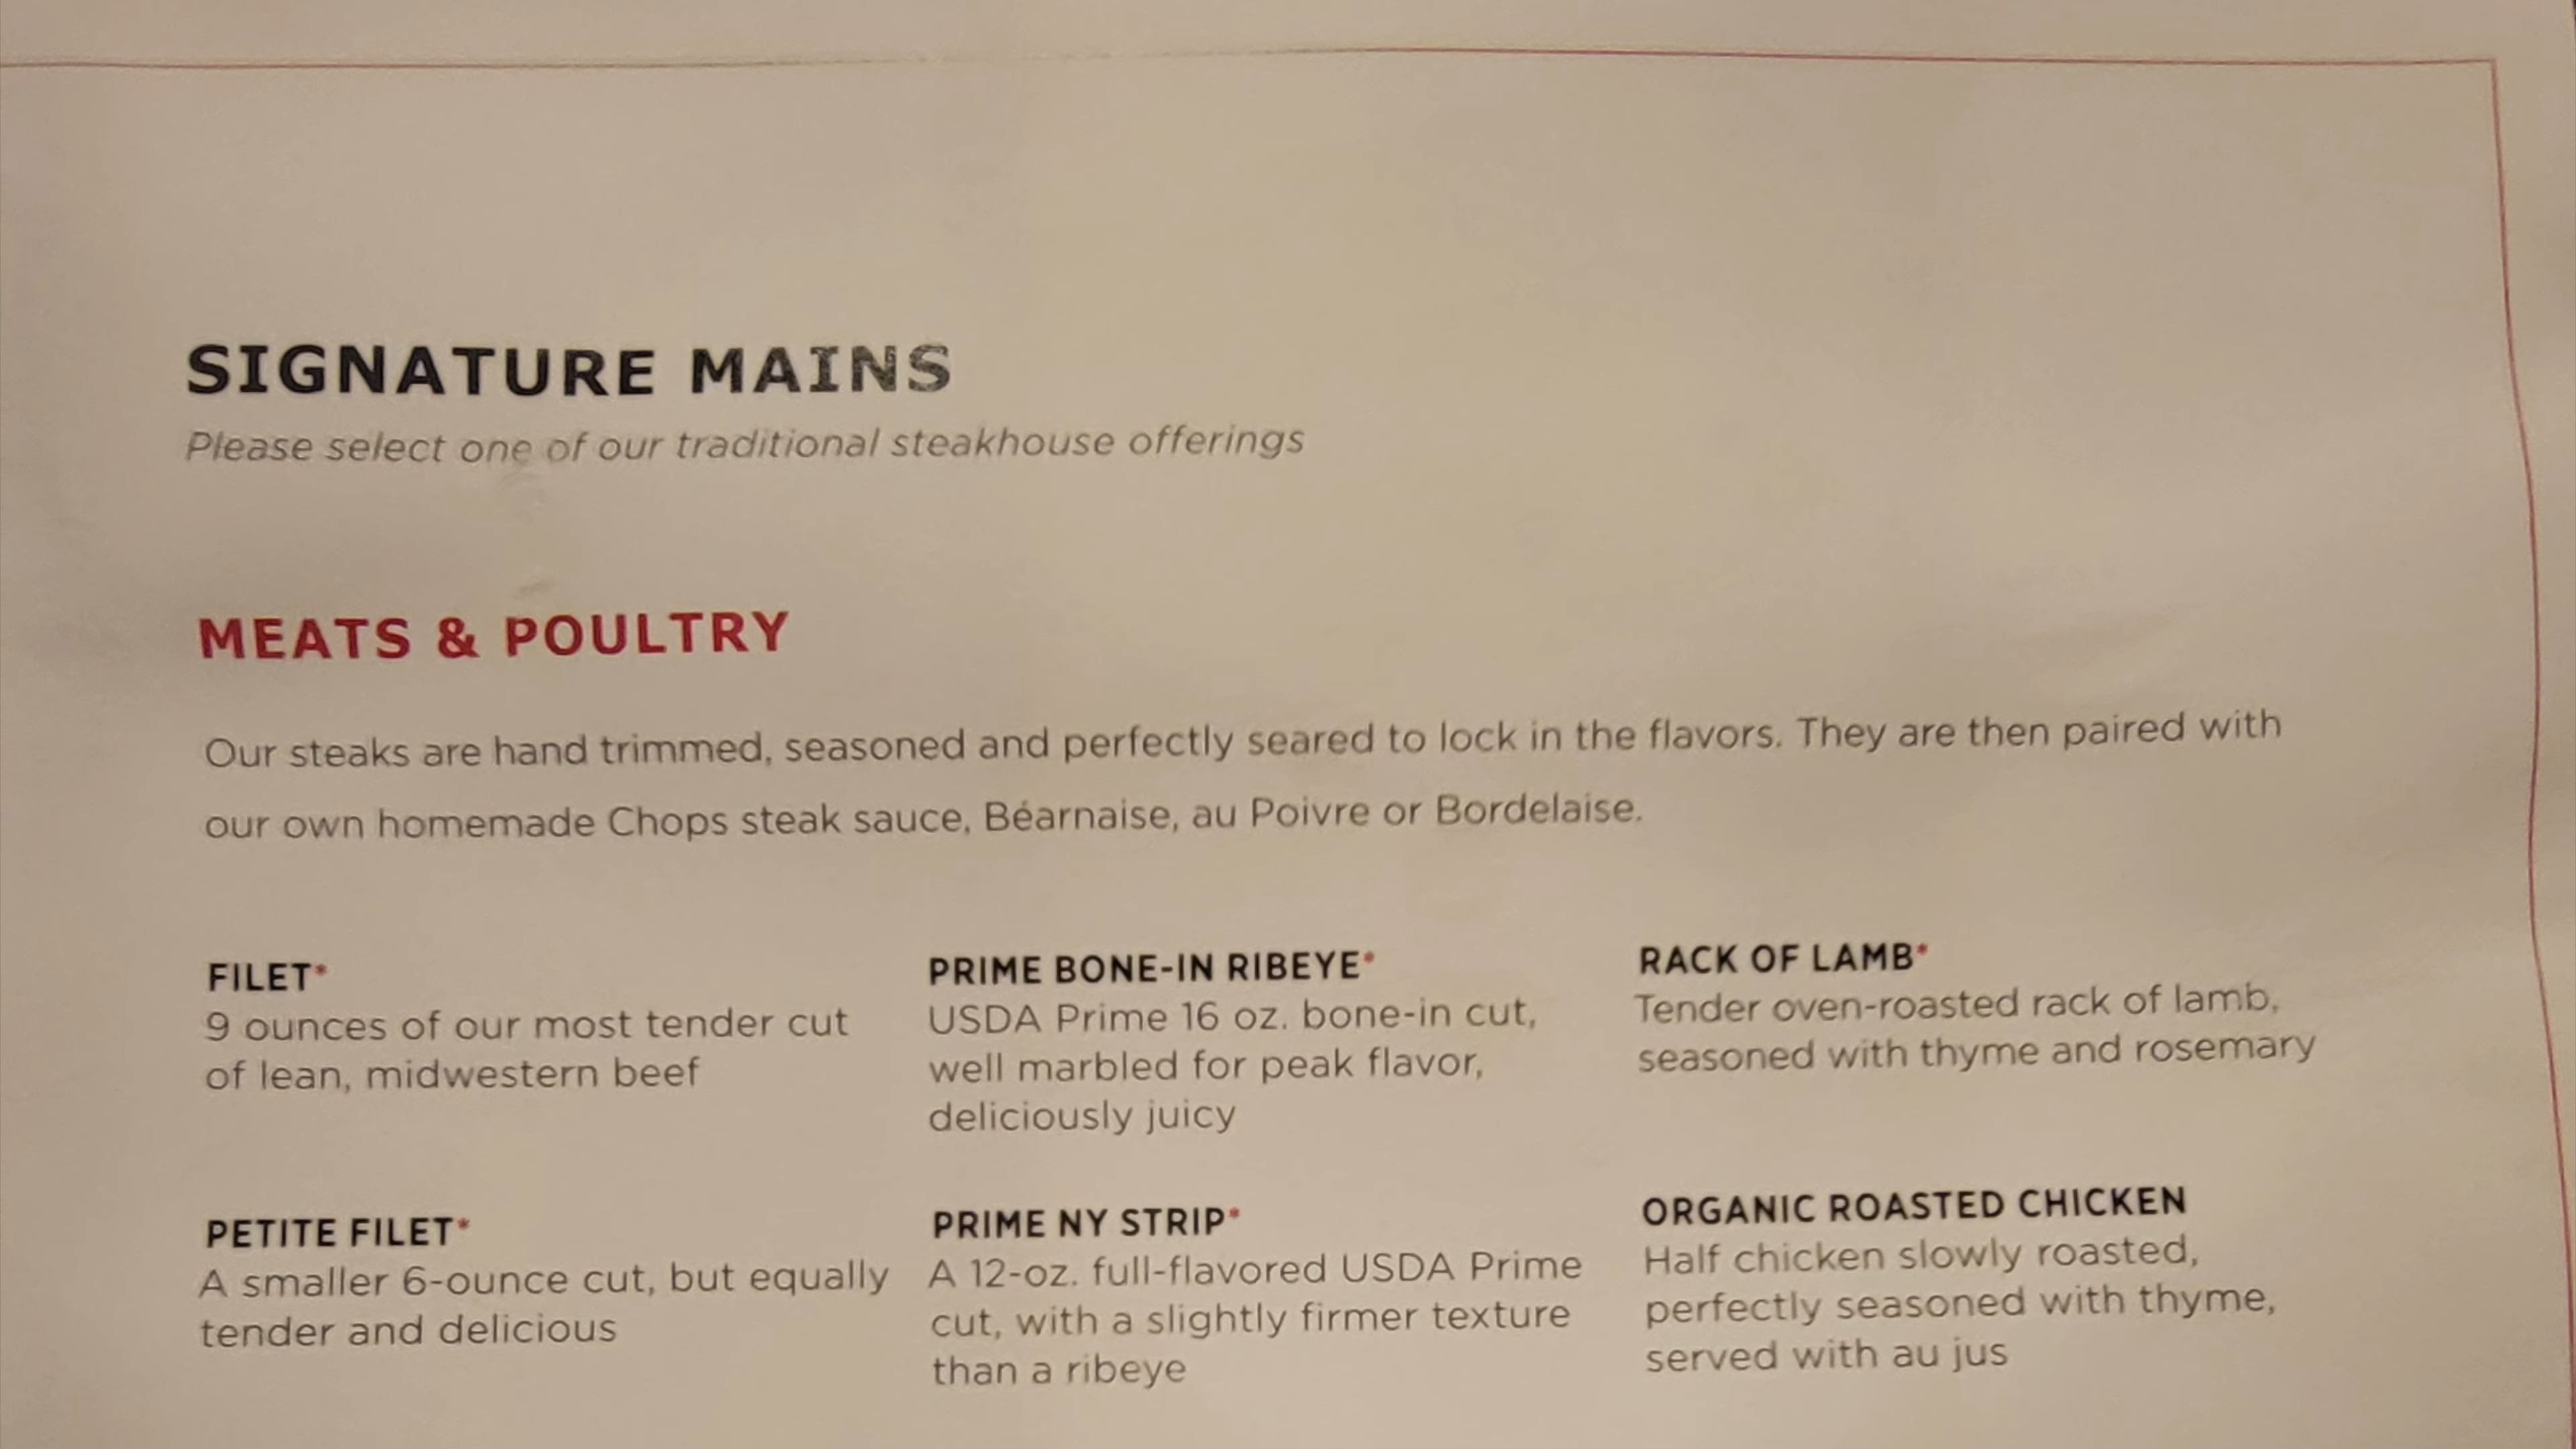 SIGNATURE MAINS
Please select one of our traditional steakhouse offerings
MEATS & POULTRY
Our steaks are hand trimmed, seasoned and perfectly seared to lock in the flavors. They are then paired with
our own homemade Chops steak sauce, Béarnaise, au Poivre or Bordelaise.
FILET*
9 ounces of our most tender cut
of lean, midwestern beef
PETITE FILET*
A smaller 6-ounce cut, but equally
tender and delicious
PRIME BONE-IN RIBEYE*
USDA Prime 16 oz. bone-in cut,
well marbled for peak flavor,
deliciously juicy
PRIME NY STRIP*
A 12-oz. full-flavored USDA Prime
cut, with a slightly firmer texture
than a ribeye
RACK OF LAMB*
Tender oven-roasted rack of lamb,
seasoned with thyme and rosemary
ORGANIC ROASTED CHICKEN
Half chicken slowly roasted,
perfectly seasoned with thyme,
served with au jus